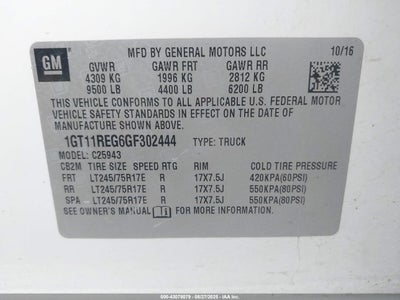 GM
MFD BY GENERAL MOTORS LLC 10/16
GVWR GAWR FRT GAWR RR
4309 KG 1996 KG 2812 KG
9500 LB 4400 LB 6200 LB
THIS VEHICLE CONFORMS TO ALL APPLICABLE U.S. FEDERAL MOTOR
VEHICLE SAFETY STANDARDS IN EFFECT ON THE DATE OF
MANUFACTURE SHOWN ABOVE.
1GT11REG6GF302444 TYPE: TRUCK
MODEL: C25943
CB2M TIRE SIZE SPEED RTG RIM COLD TIRE PRESSURE
FRT LT245/75R17E R 17X7.5J 420KPA(60PSI)
RR LT245/75R17E R 17X7.5J 550KPA(80PSI)
SPA LT245/75R17E R 17X7.5J 550KPA(80PSI)
SEE OWNER'S MANUAL FOR MORE INFORMATION.